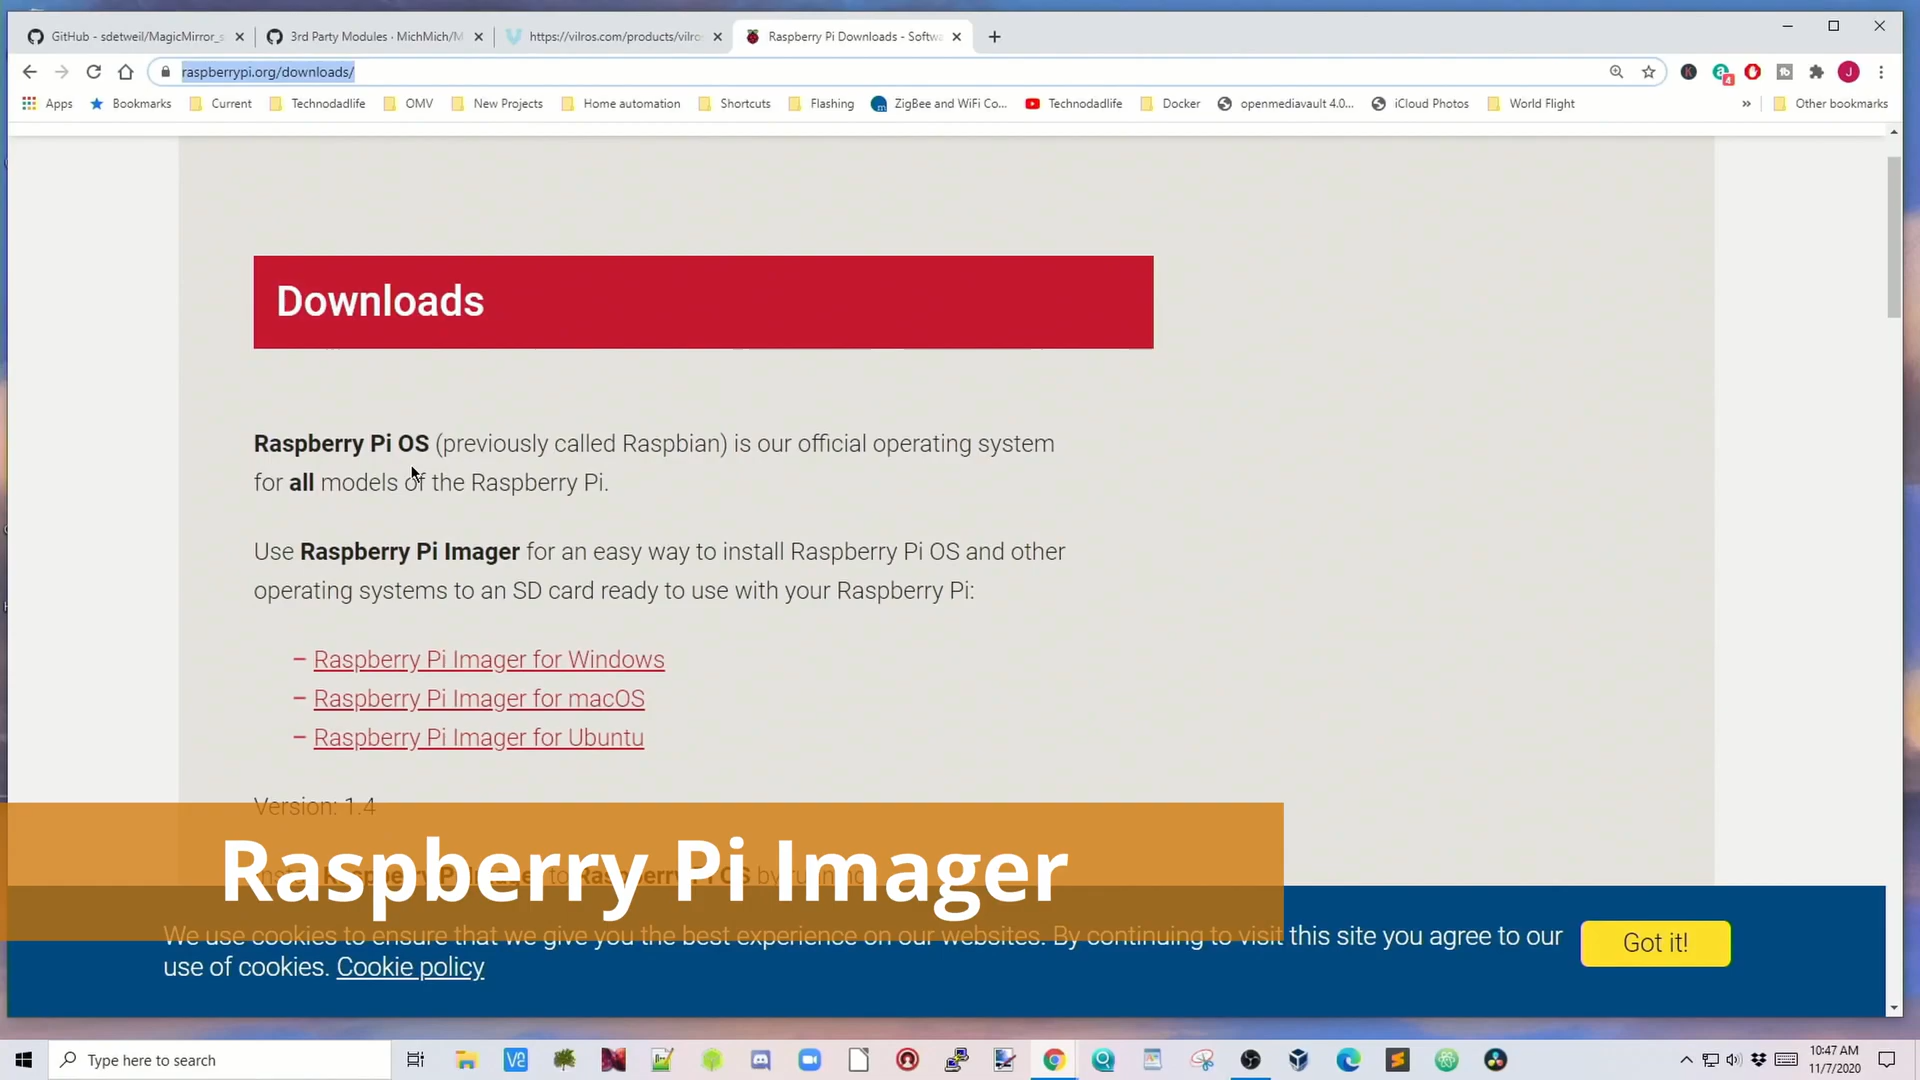 GitHub - sdetweil/MagicMirror_s
3rd Party Modules · MichMich/M
https://vilros.com/products/vilro
Raspberry Pi Downloads - Softwa
raspberrypi.org/downloads/
4
J
Apps
Bookmarks
Current
Technodadlife
OMV
New Projects
Home automation
Shortcuts
Flashing
ZigBee and WiFi Co...
Technodadlife
Docker
openmediavault 4.0...
iCloud Photos
World Flight
»
Other bookmarks
Downloads
Raspberry Pi OS (previously called Raspbian) is our official operating system
for all models of the Raspberry Pi.
Use Raspberry Pi Imager for an easy way to install Raspberry Pi OS and other
operating systems to an SD card ready to use with your Raspberry Pi:
– Raspberry Pi Imager for Windows
– Raspberry Pi Imager for macOS
– Raspberry Pi Imager for Ubuntu
Version: 1.4
Raspberry Pi Imager
We use cookies to ensure that we give you the best experience on our websites. By continuing to visit this site you agree to our
use of cookies. Cookie policy
Got it!
Type here to search
10:47 AM
11/7/2020